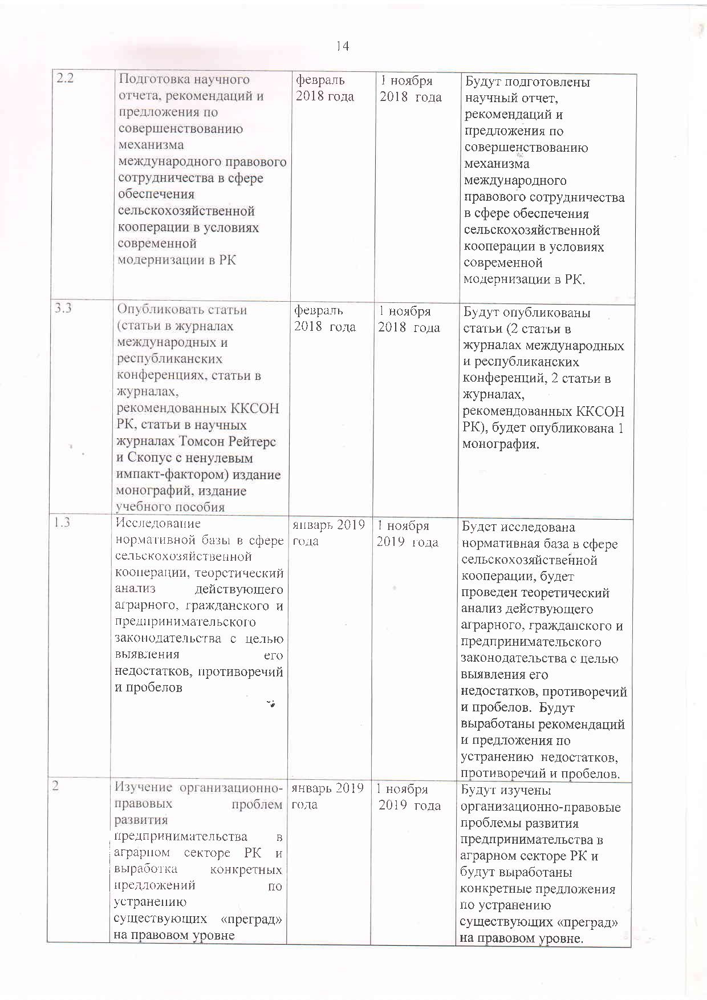 14
2.2
Подготовка научного
отчета, рекомендаций и
предложения по
совершенствованию
механизма
международного правового
сотрудничества в сфере
обеспечения
сельскохозяйственной
кооперации в условиях
современной
модернизации в РК
февраль
2018 года
1 ноября
2018 года
Будут подготовлены
научный отчет,
рекомендаций и
предложения по
совершенствованию
механизма
международного
правового сотрудничества
в сфере обеспечения
сельскохозяйственной
кооперации в условиях
современной
модернизации в РК.
3.3
Опубликовать статьи
(статьи в журналах
международных и
республиканских
конференциях, статьи в
журналах,
рекомендованных ККСОН
РК, статьи в научных
журналах Томсон Рейтерс
и Скопус с ненулевым
импакт-фактором) издание
монографий, издание
учебного пособия
февраль
2018 года
1 ноября
2018 года
Будут опубликованы
статьи (2 статьи в
журналах международных
и республиканских
конференций, 2 статьи в
журналах,
рекомендованных ККСОН
РК), будет опубликована 1
монография.
1.3
Исследование
нормативной базы в сфере
сельскохозяйственной
кооперации, теоретический
анализ действующего
аграрного, гражданского и
предпринимательского
законодательства с целью
выявления его
недостатков, противоречий
и пробелов
январь 2019
года
1 ноября
2019 года
Будет исследована
нормативная база в сфере
сельскохозяйственной
кооперации, будет
проведен теоретический
анализ действующего
аграрного, гражданского и
предпринимательского
законодательства с целью
выявления его
недостатков, противоречий
и пробелов. Будут
выработаны рекомендаций
и предложения по
устранению недостатков,
противоречий и пробелов.
2
Изучение организационно-
правовых проблем
развития
предпринимательства в
аграрном секторе РК и
выработка конкретных
предложений по
устранению
существующих «преград»
на правовом уровне
январь 2019
года
1 ноября
2019 года
Будут изучены
организационно-правовые
проблемы развития
предпринимательства в
аграрном секторе РК и
будут выработаны
конкретные предложения
по устранению
существующих «преград»
на правовом уровне.